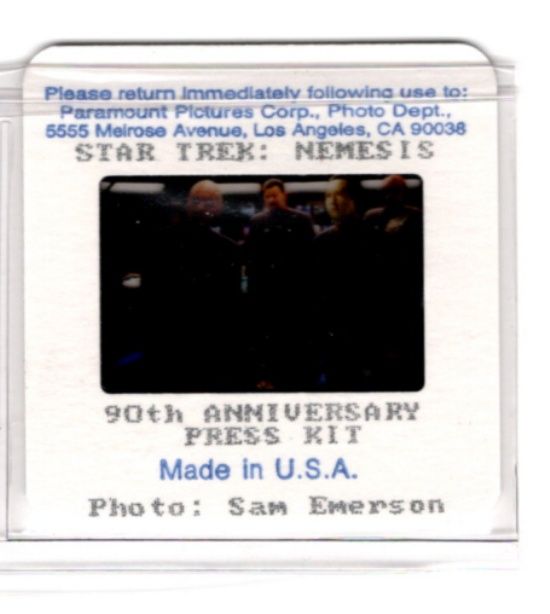 Please return immediately following use to:
Paramount Pictures Corp., Photo Dept.,
5555 Melrose Avenue, Los Angeles, CA 90038
STAR TREK: NEMESIS
90th ANNIVERSARY
PRESS KIT
Made in U.S.A.
Photo: Sam Emerson